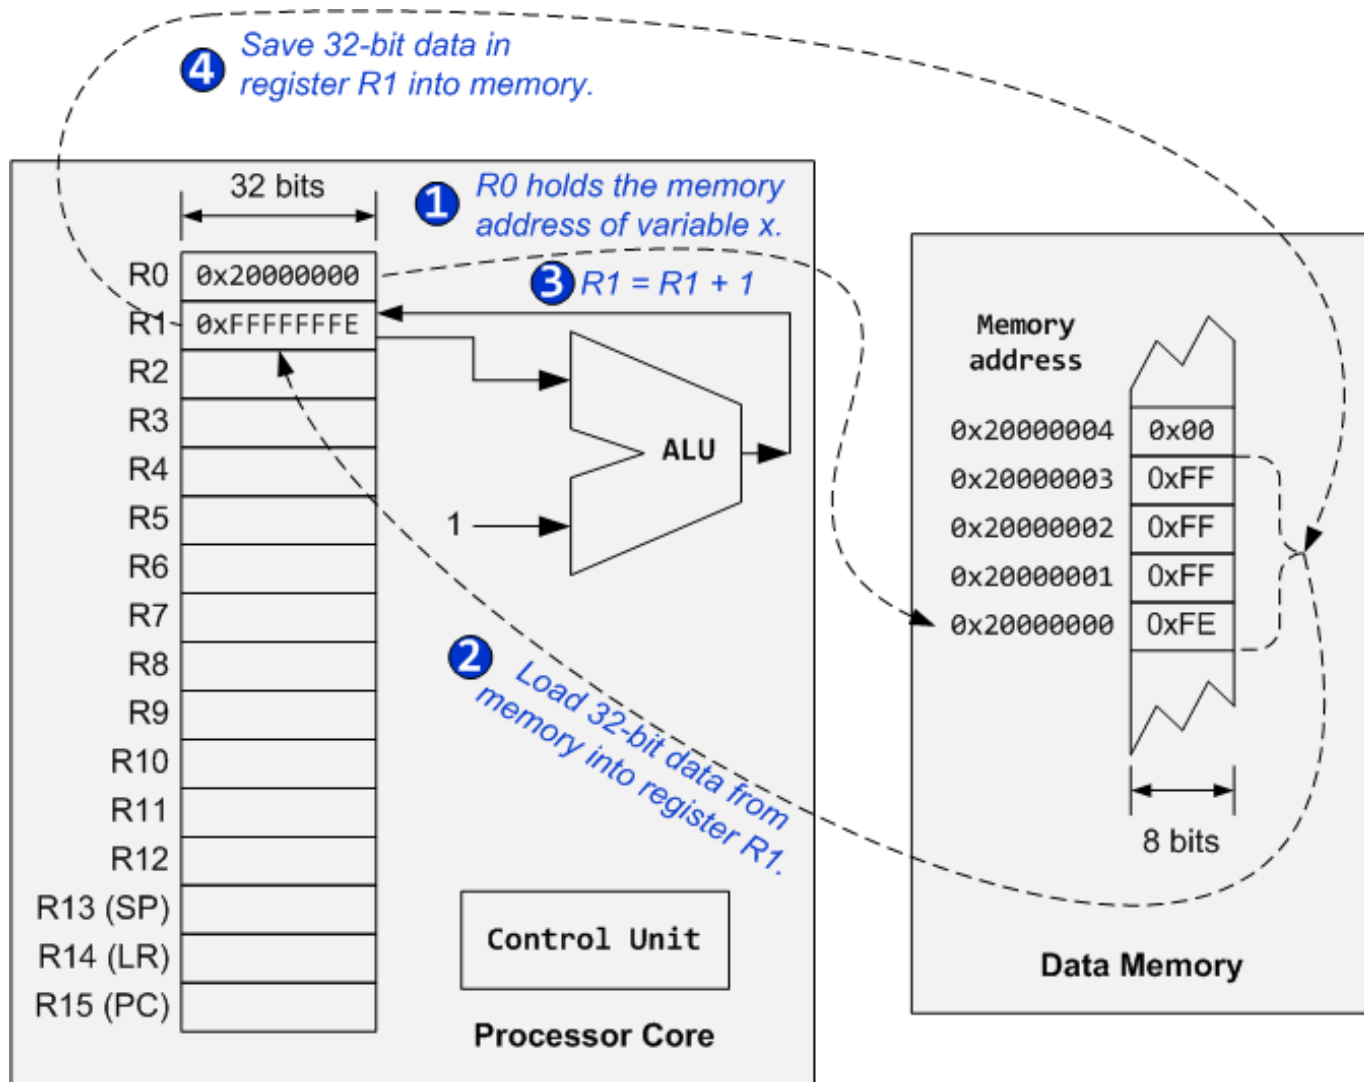 4 Save 32-bit data in
register R1 into memory.
32 bits
1 R0 holds the memory
address of variable x.
R0 0x20000000
3 R1 = R1 + 1
R1 0xFFFFFFFE
R2
R3
R4
R5
R6
R7
R8
R9
R10
R11
R12
R13 (SP)
R14 (LR)
R15 (PC)
ALU
1
2 Load 32-bit data from
memory into register R1.
Control Unit
Processor Core
Memory
address
0x20000004 0x00
0x20000003 0xFF
0x20000002 0xFF
0x20000001 0xFF
0x20000000 0xFE
8 bits
Data Memory